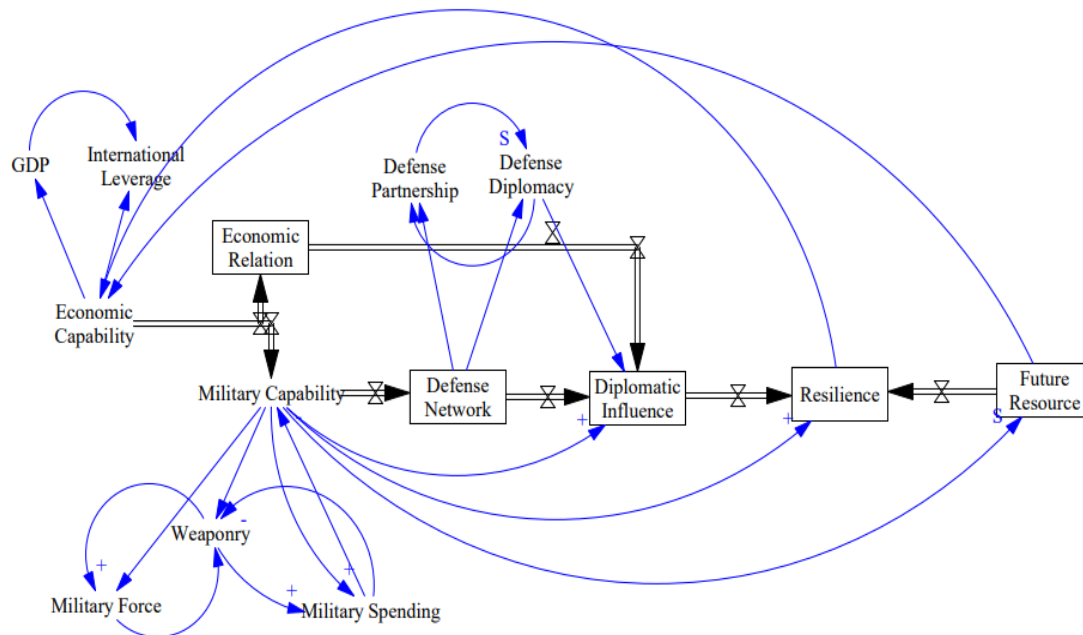 S
GDP
International
Leverage
Defense
Partnership
Defense
Diplomacy
Economic
Relation
Economic
Capability
Military Capability
Defense
Network
Diplomatic
Influence
Resilience
Future
Resource
+
+
S
Weaponry
-
+
+
+
Military Force
Military Spending